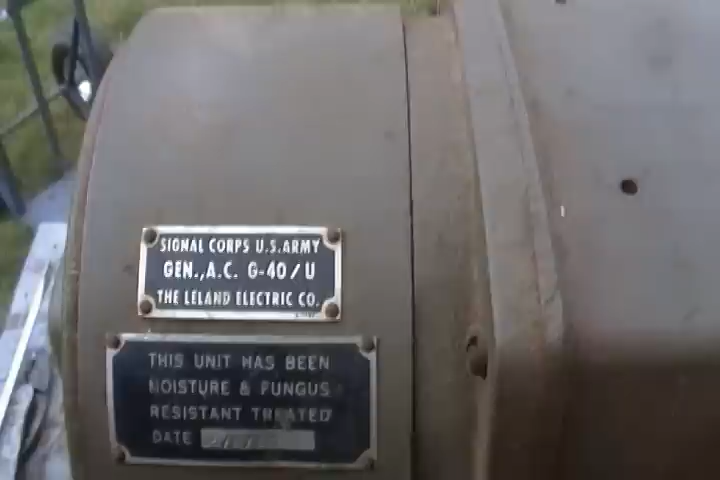 SIGNAL CORPS U.S.ARMY
GEN.,A.C. G-40/U
THE LELAND ELECTRIC CO.
THIS UNIT HAS BEEN
MOISTURE & FUNGUS
RESISTANT TREATED
DATE